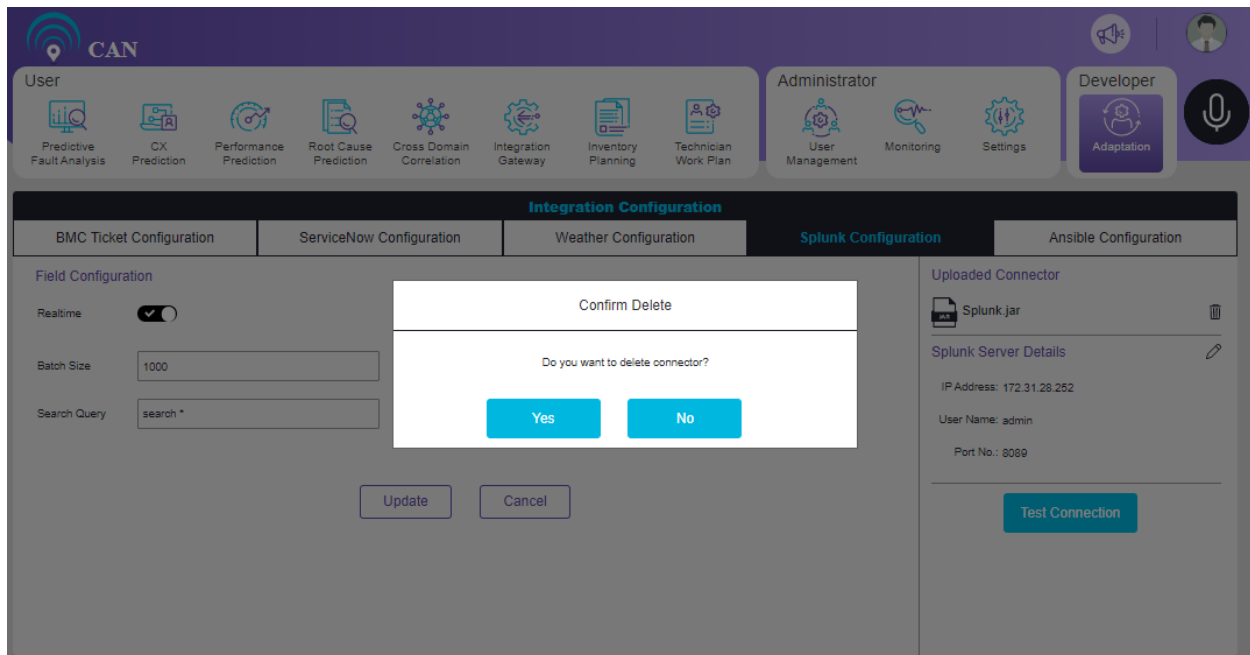 CAN
User
Administrator
Developer
Predictive
Fault Analysis
CX
Prediction
Performance
Prediction
Root Cause
Prediction
Cross Domain
Correlation
Integration
Gateway
Inventory
Planning
Technician
Work Plan
User
Management
Monitoring
Settings
Adaptation
Integration Configuration
BMC Ticket Configuration
ServiceNow Configuration
Weather Configuration
Splunk Configuration
Ansible Configuration
Field Configuration
Realtime
Batch Size
1000
Search Query
search *
Update
Cancel
Confirm Delete
Do you want to delete connector?
Yes
No
Uploaded Connector
JAR
Splunk.jar
Splunk Server Details
IP Address: 172.31.28.252
User Name: admin
Port No.: 8089
Test Connection